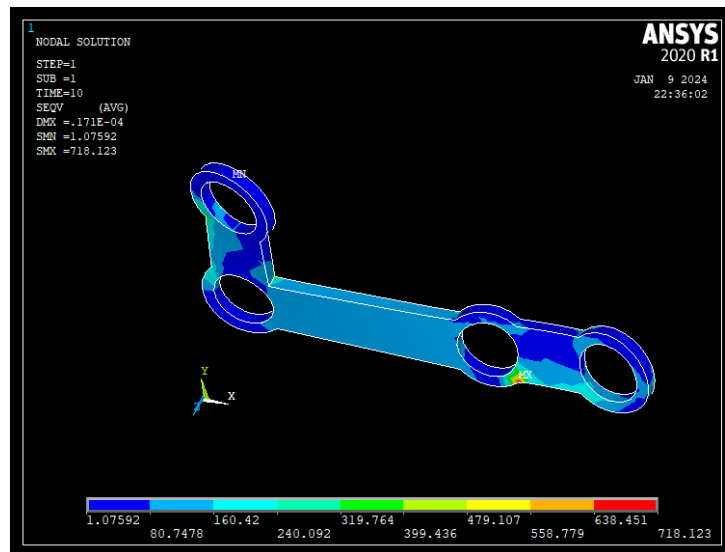 1
NODAL SOLUTION
STEP=1
SUB =1
TIME=10
SEQV     (AVG)
DMX =.171E-04
SMN =1.07592
SMX =718.123
ANSYS
2020 R1
JAN  9 2024
22:36:02
MN
MX
Y
X
1.07592 160.42 319.764 479.107 638.451
80.7478 240.092 399.436 558.779 718.123